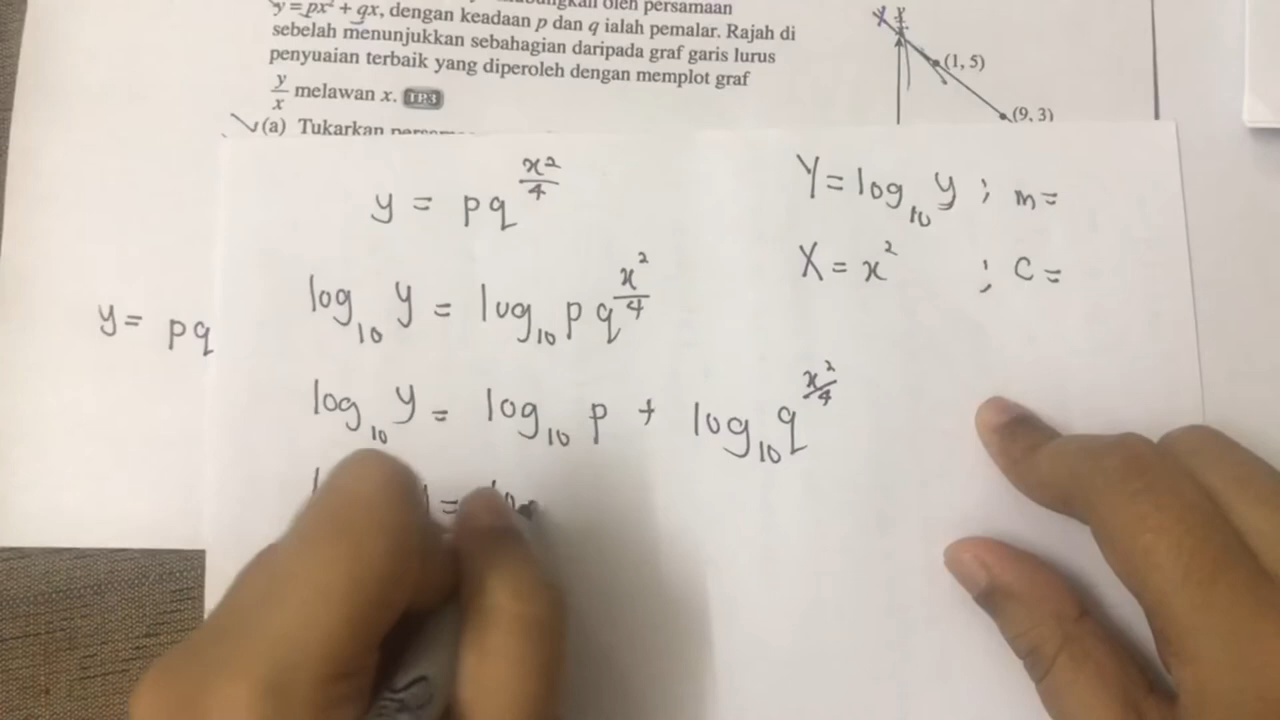 oleh persamaan
y = px² + qx, dengan keadaan p dan q ialah pemalar. Rajah di
sebelah menunjukkan sebahagian daripada graf garis lurus
penyuaian terbaik yang diperoleh dengan memplot graf
y/x melawan x. TP3
(a) Tukarkan
(1, 5)
(9, 3)
y = pq^(x²/4)
log₁₀ y = log₁₀ pq^(x²/4)
log₁₀ y = log₁₀ p + log₁₀ q^(x²/4)
y = pq
Y = log₁₀ y ; m =
X = x² ; c =